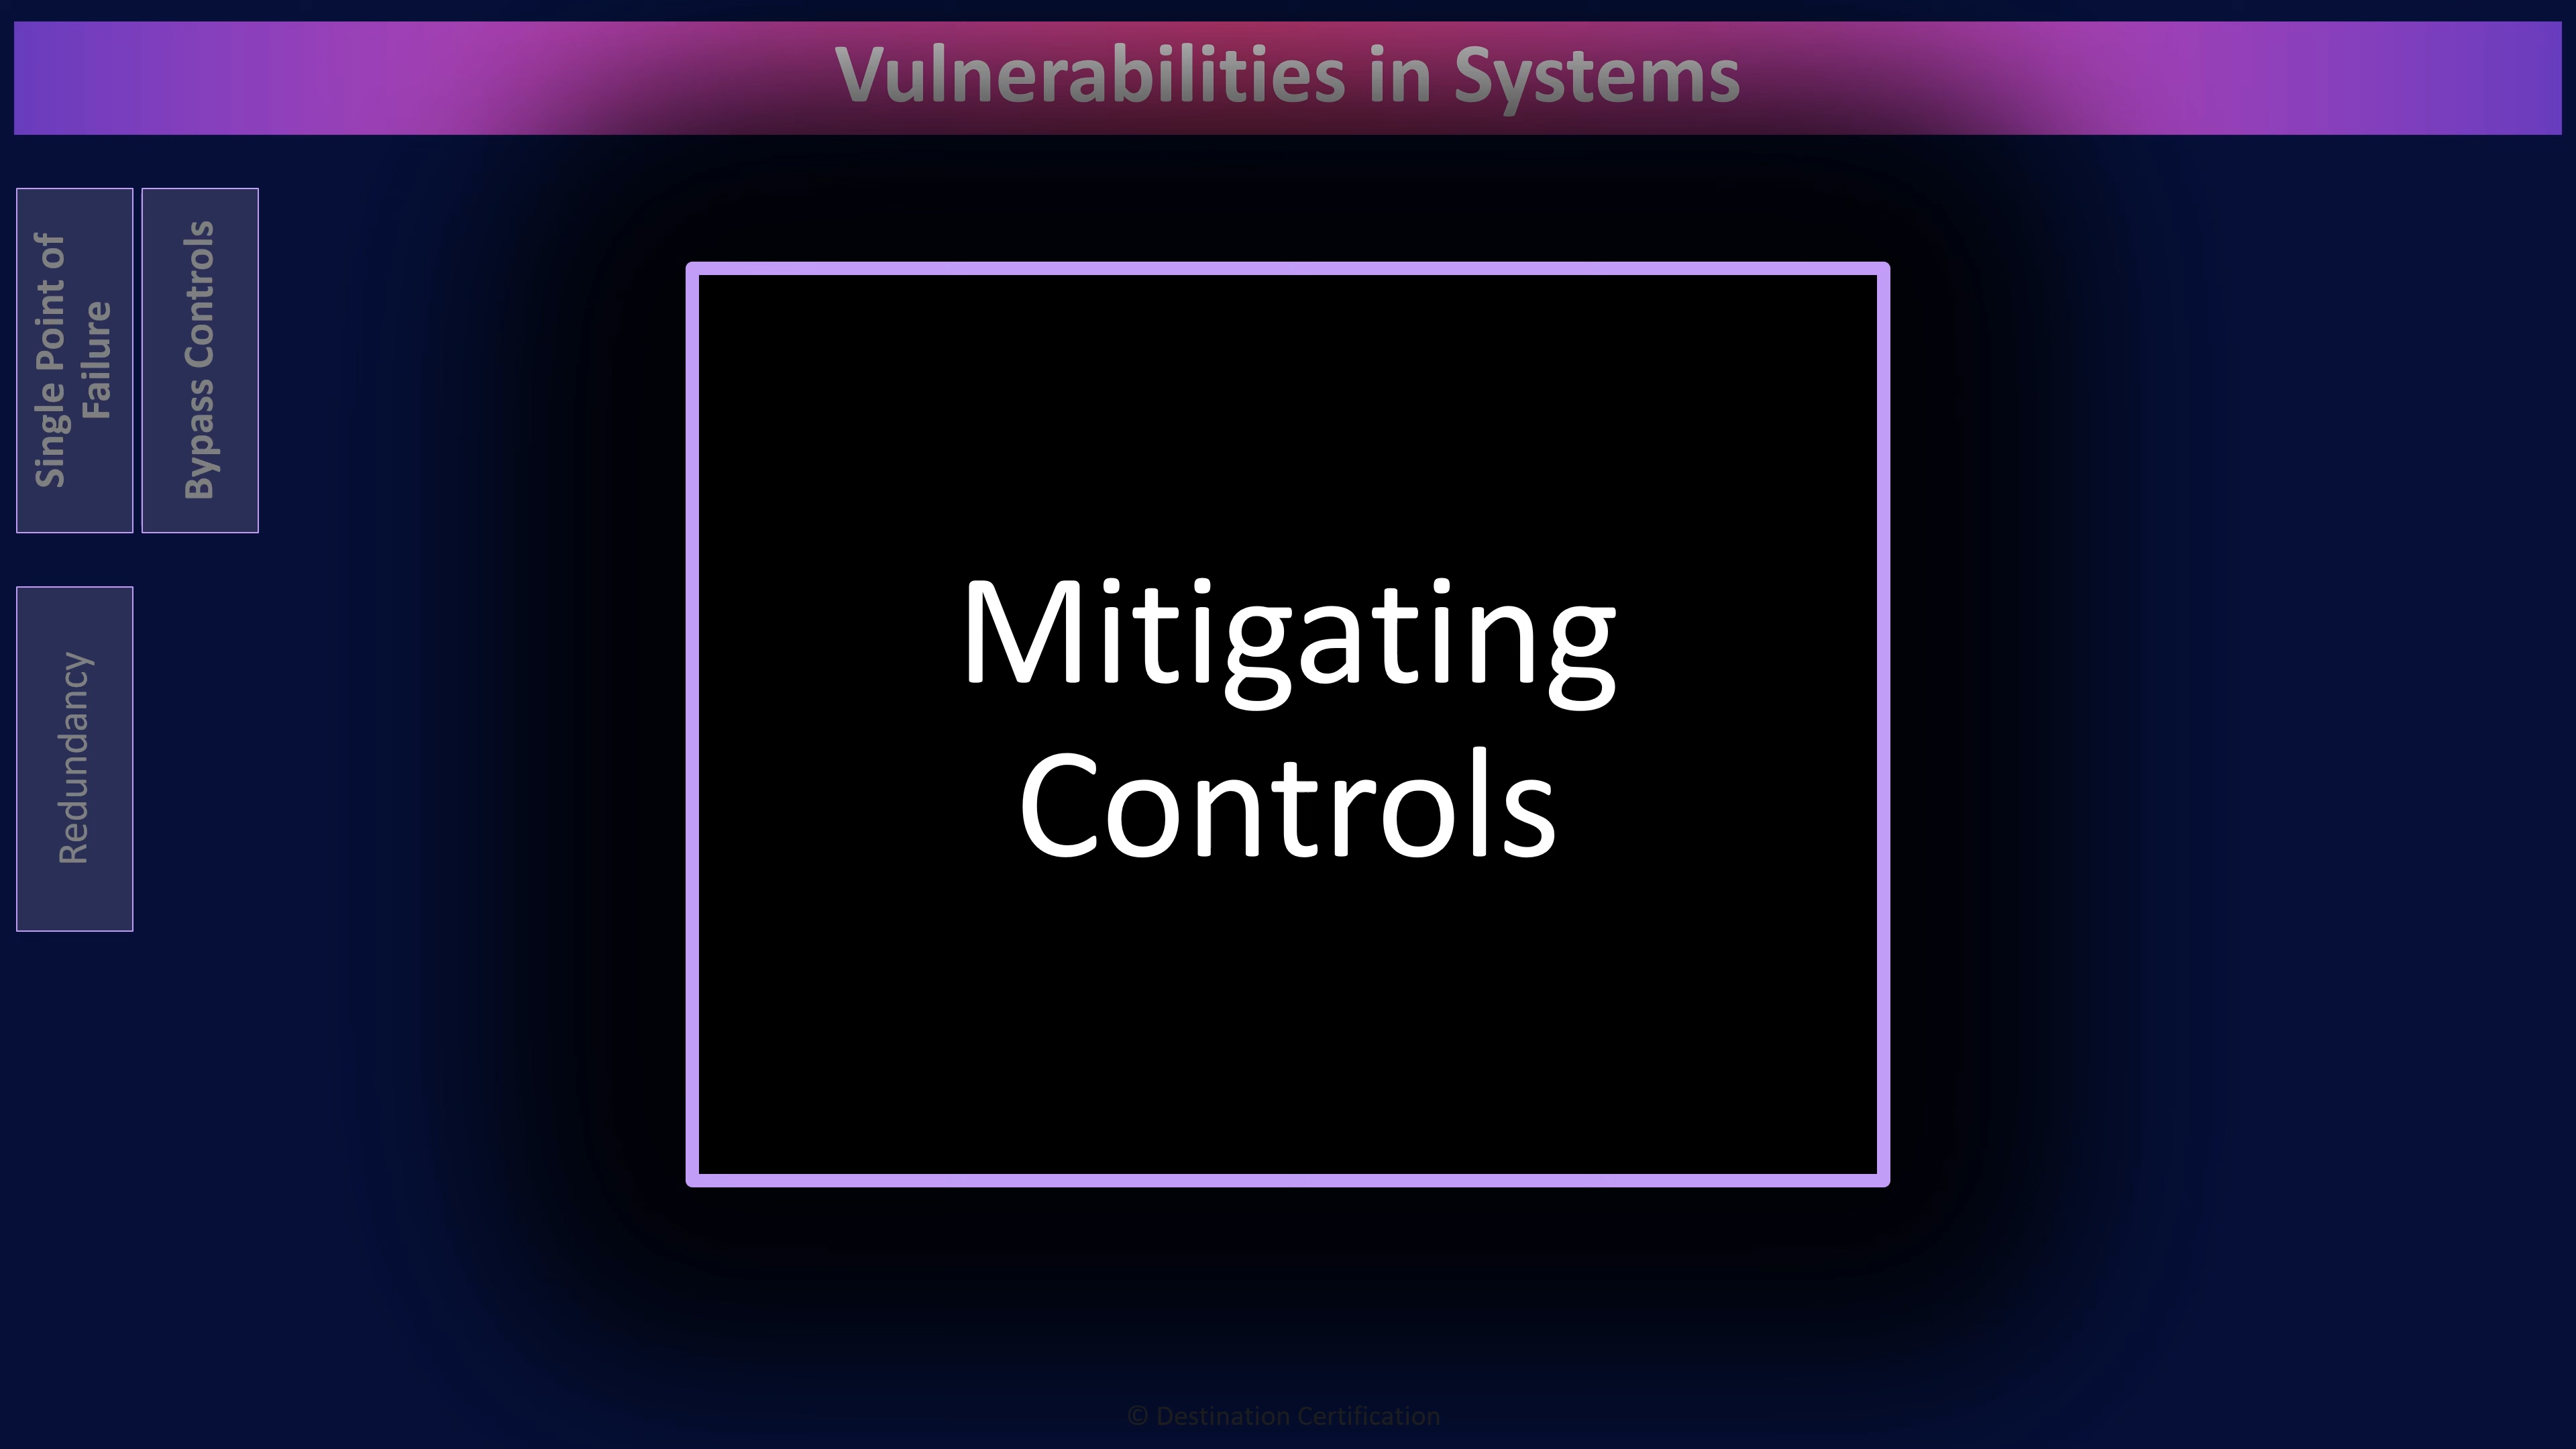 Vulnerabilities in Systems
Single Point of
Failure
Bypass Controls
Redundancy
Mitigating
Controls
© Destination Certification